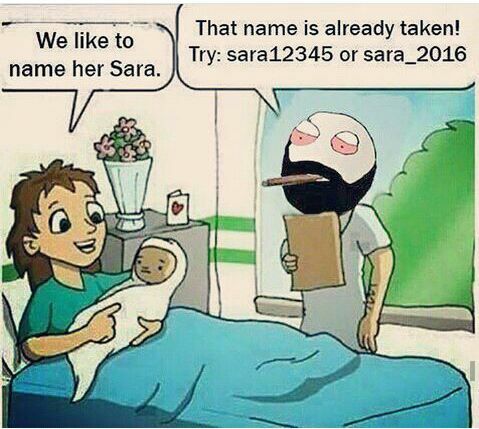 We like to
name her Sara.
That name is already taken!
Try: sara12345 or sara_2016